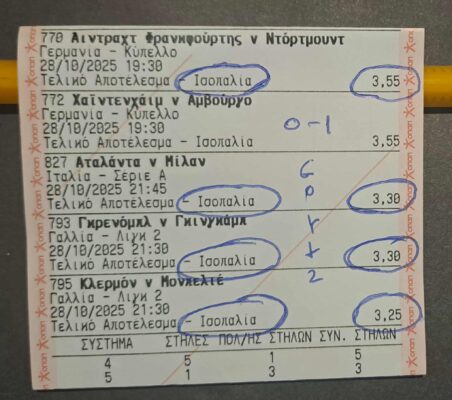 770 Αιντραχτ Φρανκφούρτης ν Ντόρτμουντ
Γερμανία - Κύπελλο
28/10/2025 19:30
Τελικό Αποτέλεσμα - Ισοπαλία 3,55
772 Χαϊντενχάιμ ν Αμβούργο
Γερμανία - Κύπελλο
28/10/2025 19:30 0-1
Τελικό Αποτέλεσμα - Ισοπαλία 3,55
827 Αταλάντα ν Μίλαν
Ιταλία - Σεριε Α
28/10/2025 21:45
Τελικό Αποτέλεσμα - Ισοπαλία 3,30
793 Γκρενόμπλ ν Γκινγκάμπ
Γαλλία - Λιγκ 2
28/10/2025 21:30
Τελικό Αποτέλεσμα - Ισοπαλία 3,30
795 Κλερμόν ν Μονπελιέ
Γαλλία - Λιγκ 2 2
28/10/2025 21:30
Τελικό Αποτέλεσμα - Ισοπαλία 3,25
ΣΥΣΤΗΜΑ ΣΤΗΛΕΣ ΠΟΛ/ΗΣ ΣΤΗΛΩΝ ΣΥΝ. ΣΤΗΛΩΝ
4 5 1 5
5 1 3 3